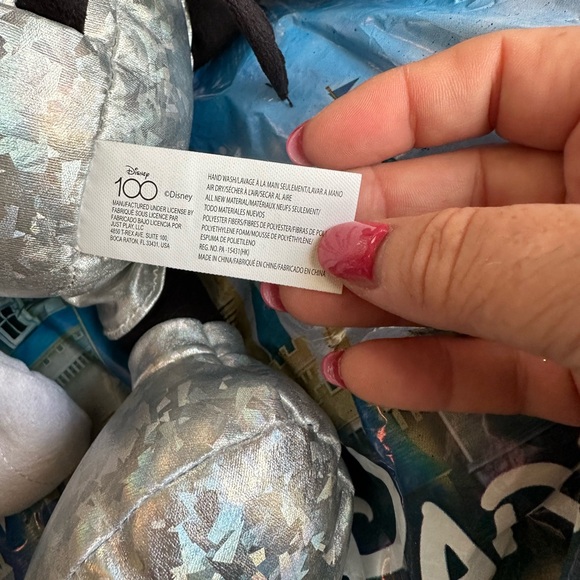 Disney
100 ©Disney
MANUFACTURED UNDER LICENSE BY
FABRIQUÉ SOUS LICENCE PAR
FABRICADO BAJO LICENCIA POR
JUST PLAY, LLC
4850 T-REX AVE, SUITE 100,
BOCA RATON, FL 33431, USA
HAND WASH/LAVAGE À LA MAIN SEULEMENT/LAVAR A MANO
AIR DRY/SÉCHER À L'AIR/SECAR AL AIRE
ALL NEW MATERIAL/MATÉRIAUX NEUFS SEULEMENT/
TODO MATERIALES NUEVOS
POLYESTER FIBER/FIBRES DE POLYESTER/FIBRAS DE
POLYETHYLENE FOAM/MOUSSE DE POLYÉTHYLÈNE/
ESPUMA DE POLIETILENO
REG. NO. PA -15431(HK)
MADE IN CHINA/FABRIQUÉ EN CHINE/FABRICADO EN CHINA